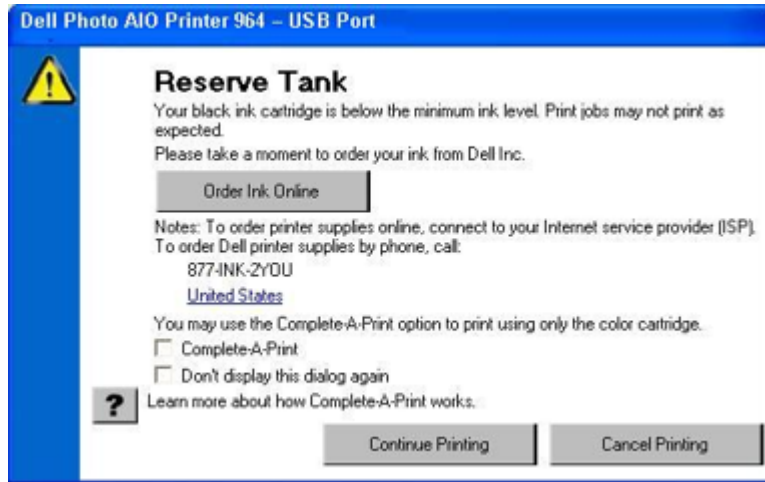 Dell Photo AIO Printer 964 – USB Port
Reserve Tank
Your black ink cartridge is below the minimum ink level. Print jobs may not print as
expected.
Please take a moment to order your ink from Dell Inc.
Order Ink Online
Notes: To order printer supplies online, connect to your Internet service provider (ISP).
To order Dell printer supplies by phone, call:
877-INK-2YOU
United States
You may use the Complete-A-Print option to print using only the color cartridge.
Complete-A-Print
Don't display this dialog again
? Learn more about how Complete-A-Print works.
Continue Printing Cancel Printing